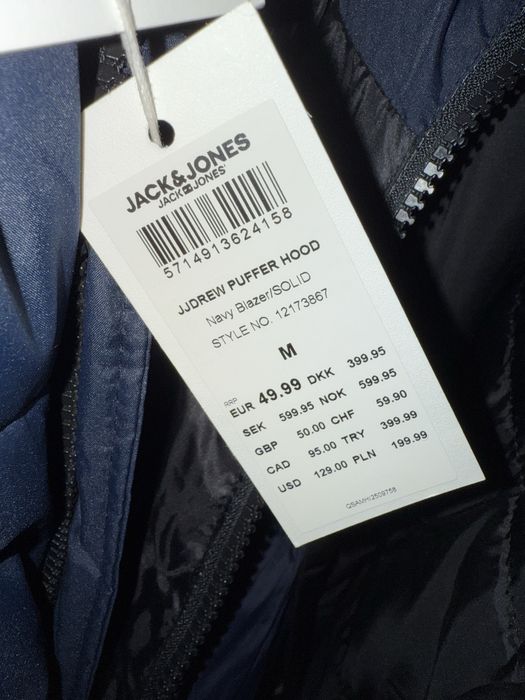 JACK&JONES
JACK JONES
5714913624158
JJDREW PUFFER HOOD
Navy Blazer/SOLID
STYLE NO. 12173867
M
RRP
EUR 49.99 DKK 399.95
SEK 599.95 NOK 599.95
GBP 50.00 CHF 59.90
CAD 95.00 TRY 399.99
USD 129.00 PLN 199.99